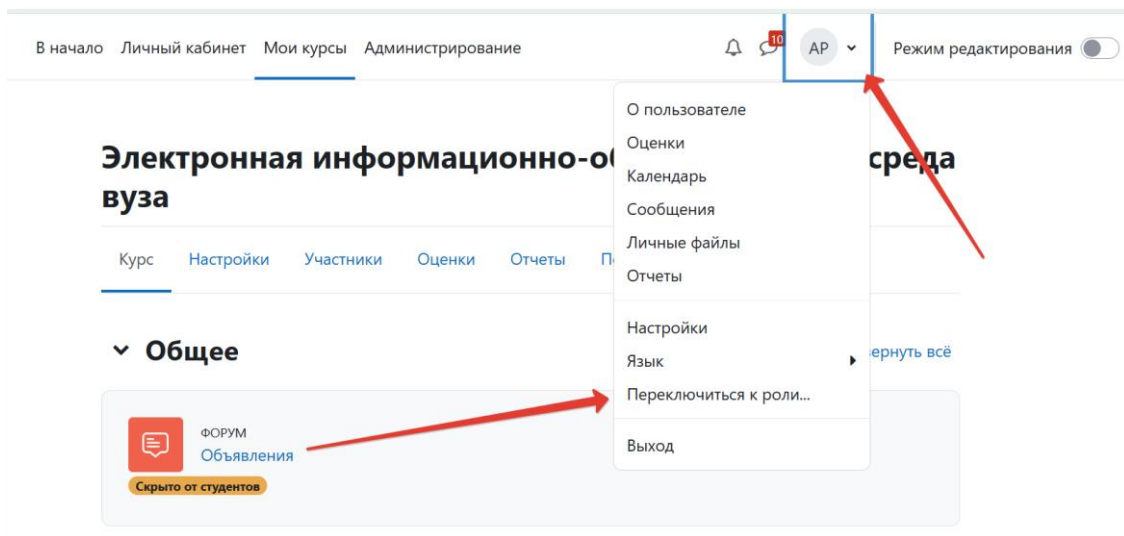 В начало Личный кабинет Мои курсы Администрирование 10 АР Режим редактирования
О пользователе
Оценки
Календарь
Сообщения
Личные файлы
Отчеты
Настройки
Язык
Переключиться к роли...
Выход
Электронная информационно- среда
вуза
Курс Настройки Участники Оценки Отчеты
Общее
ФОРУМ
Объявления
Скрыто от студентов
всё